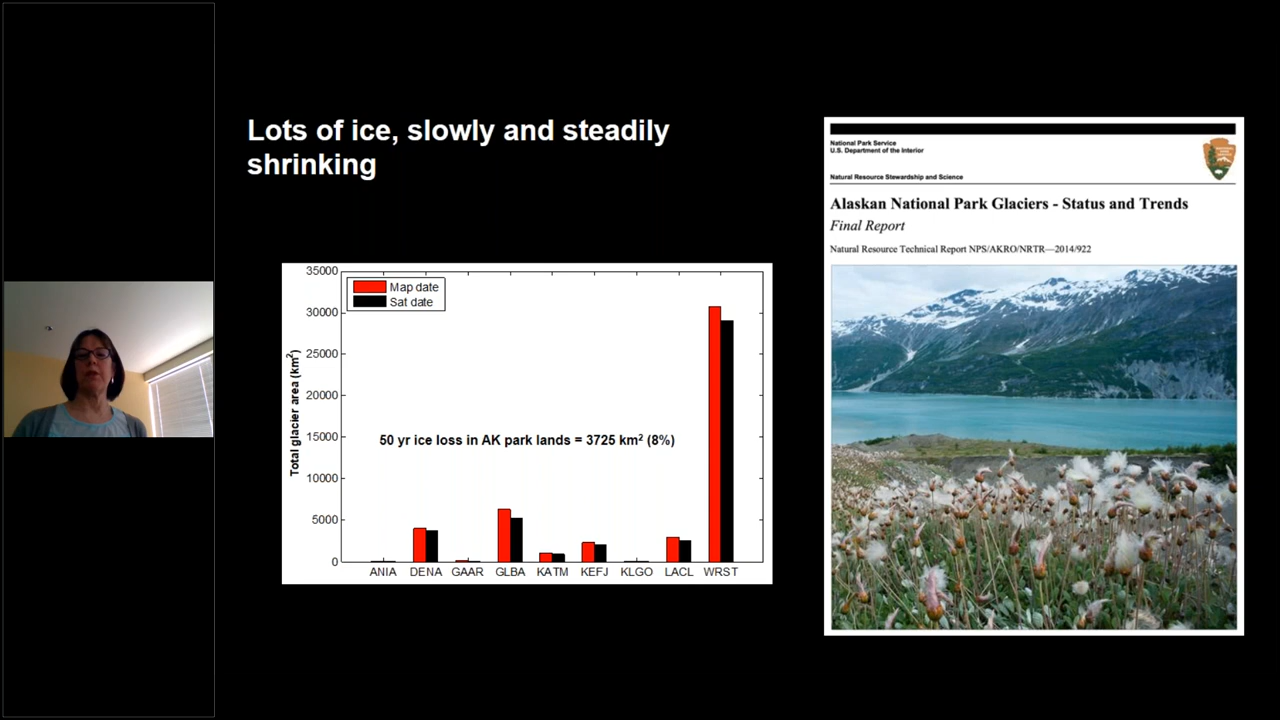 Lots of ice, slowly and steadily
shrinking
35000
30000
25000
20000
15000
10000
5000
0
Total glacier area (km²)
Map date
Sat date
50 yr ice loss in AK park lands = 3725 km² (8%)
ANIA DENA GAAR GLBA KATM KEFJ KLGO LACL WRST
National Park Service
U.S. Department of the Interior
Natural Resource Stewardship and Science
Alaskan National Park Glaciers - Status and Trends
Final Report
Natural Resource Technical Report NPS/AKRO/NRTR—2014/922